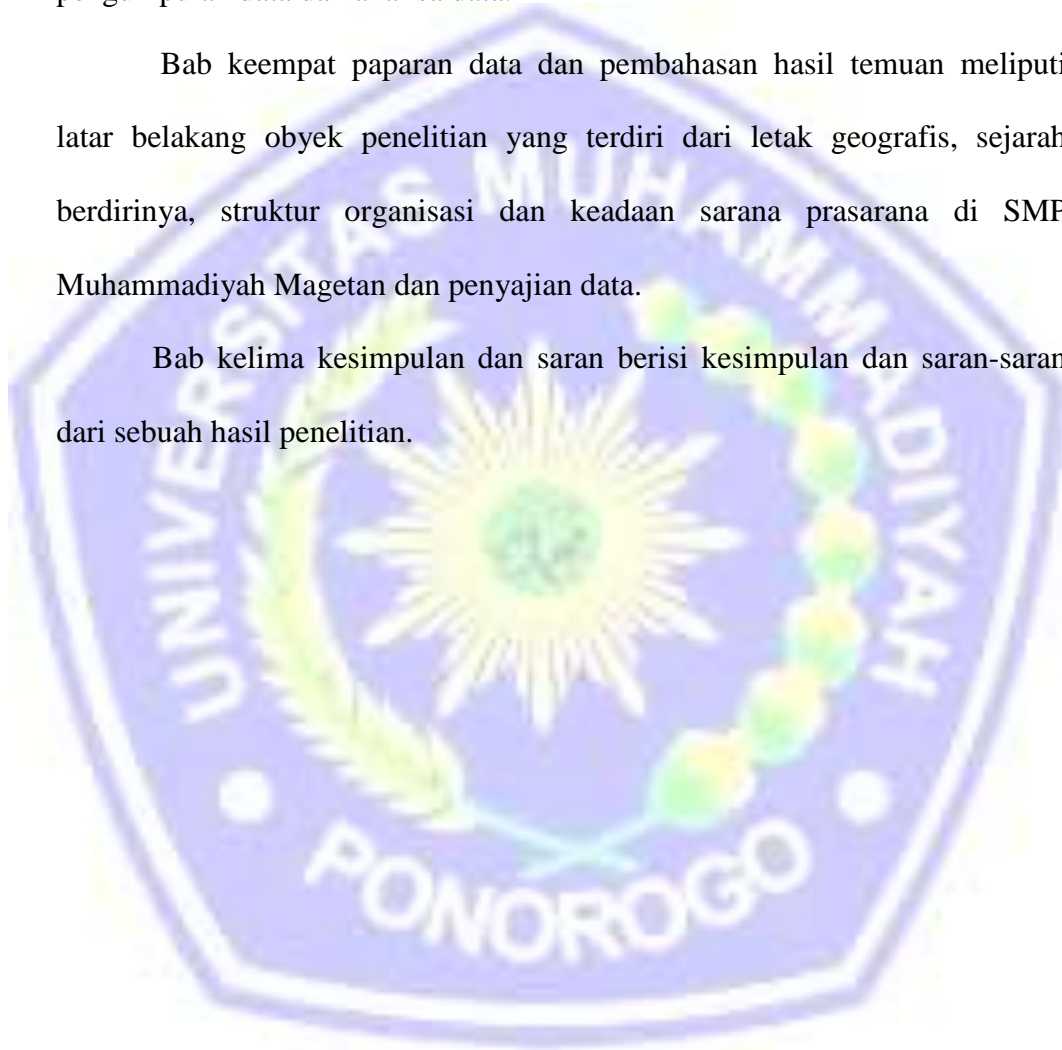 Bab keempat paparan data dan pembahasan hasil temuan meliputi
latar belakang obyek penelitian yang terdiri dari letak geografis, sejarah
berdirinya, struktur organisasi dan keadaan sarana prasarana di SMP
Muhammadiyah Magetan dan penyajian data.
Bab kelima kesimpulan dan saran berisi kesimpulan dan saran-saran
dari sebuah hasil penelitian.
UNIVERSITAS MUHAMMADIYAH
PONOROGO